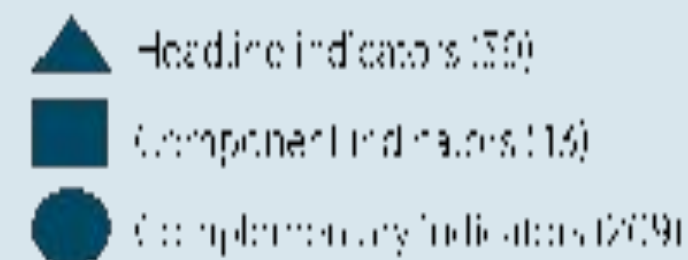 Headline indicators
Component indicators
Complementary indicators